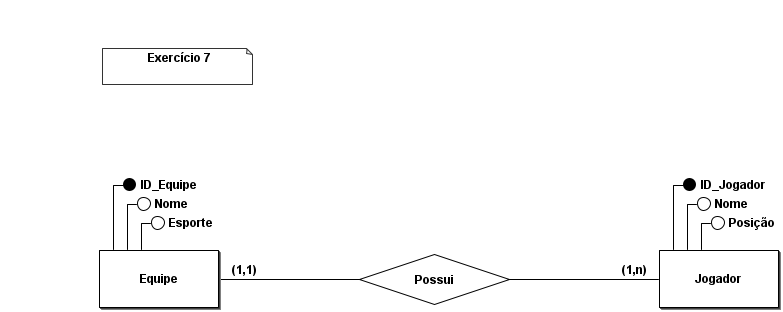 Exercício 7
ID_Equipe
Nome
Esporte
ID_Jogador
Nome
Posição
Equipe
(1,1)
Possui
(1,n)
Jogador